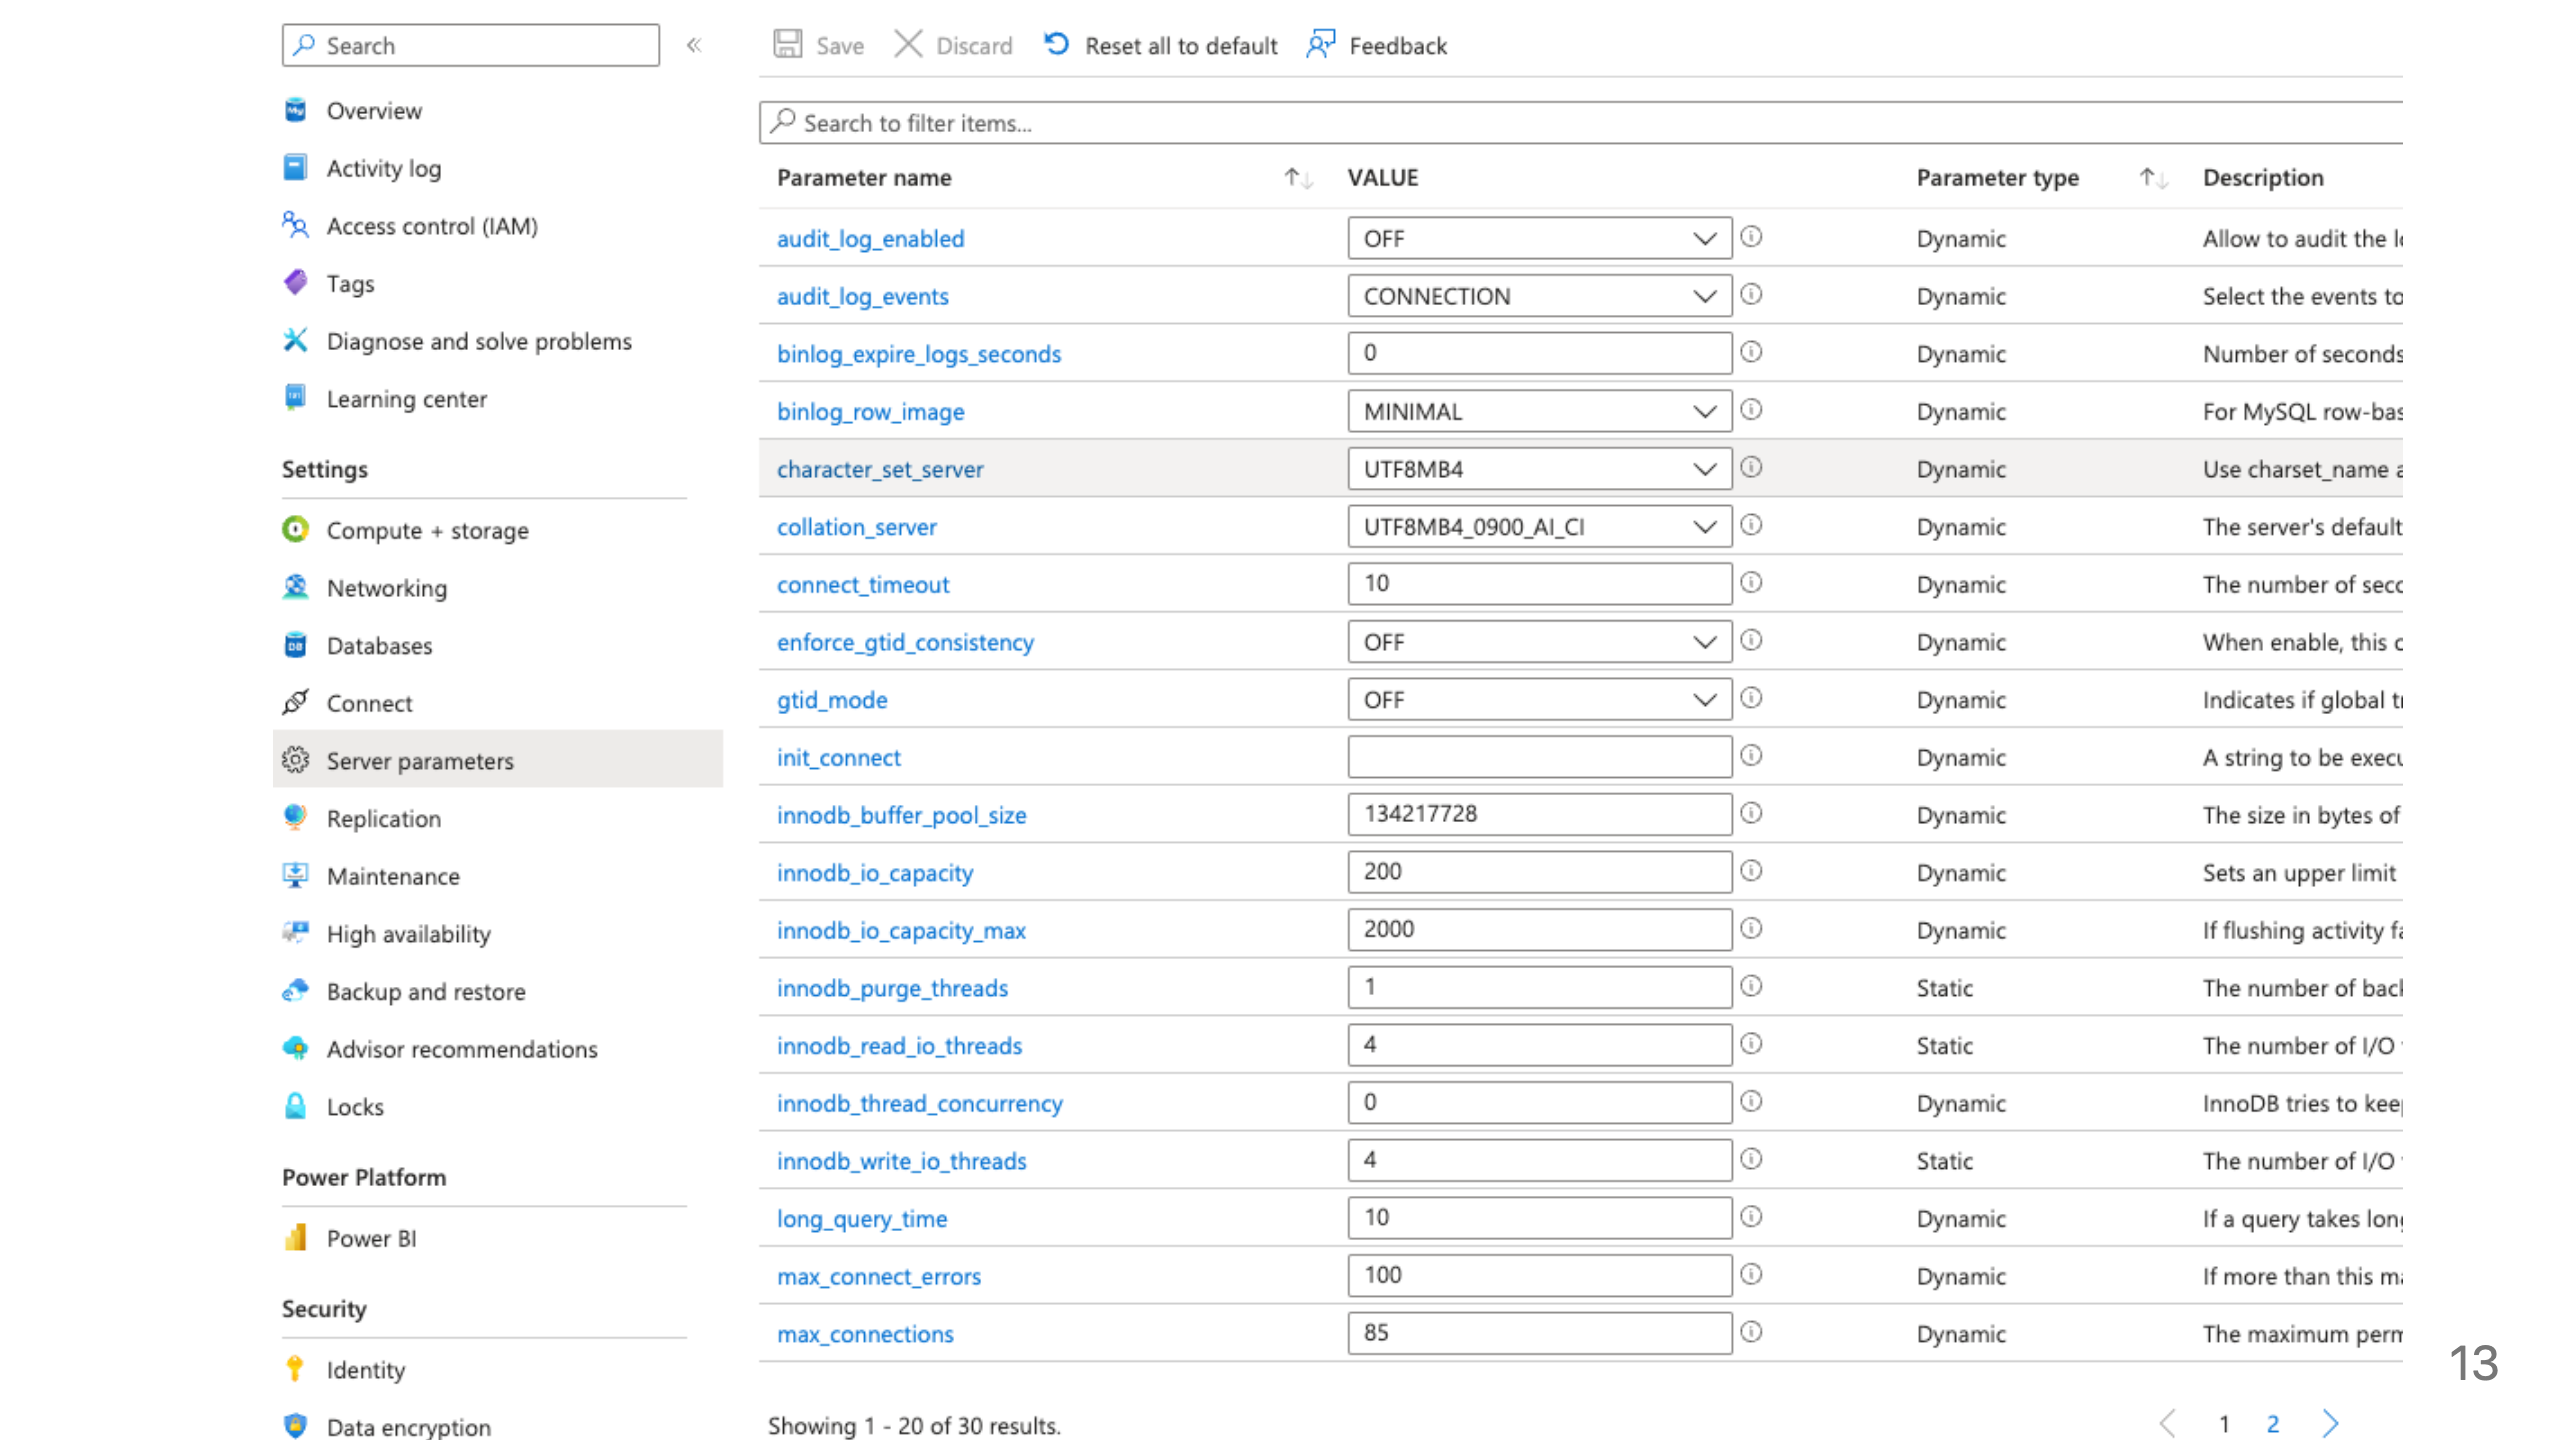 Search
Overview
Activity log
Access control (IAM)
Tags
Diagnose and solve problems
Learning center
Settings
Compute + storage
Networking
Databases
Connect
Server parameters
Replication
Maintenance
High availability
Backup and restore
Advisor recommendations
Locks
Power Platform
Power BI
Security
Identity
Data encryption
Save Discard Reset all to default Feedback
Search to filter items...
Parameter name VALUE Parameter type Description
audit_log_enabled OFF Dynamic Allow to audit the
audit_log_events CONNECTION Dynamic Select the events to
binlog_expire_logs_seconds 0 Dynamic Number of seconds
binlog_row_image MINIMAL Dynamic For MySQL row-bas
character_set_server UTF8MB4 Dynamic Use charset_name
collation_server UTF8MB4_0900_AI_CI Dynamic The server's default
connect_timeout 10 Dynamic The number of sec
enforce_gtid_consistency OFF Dynamic When enable, this
gtid_mode OFF Dynamic Indicates if global
init_connect Dynamic A string to be exec
innodb_buffer_pool_size 134217728 Dynamic The size in bytes of
innodb_io_capacity 200 Dynamic Sets an upper limit
innodb_io_capacity_max 2000 Dynamic If flushing activity
innodb_purge_threads 1 Static The number of bac
innodb_read_io_threads 4 Static The number of I/O
innodb_thread_concurrency 0 Dynamic InnoDB tries to kee
innodb_write_io_threads 4 Static The number of I/O
long_query_time 10 Dynamic If a query takes lon
max_connect_errors 100 Dynamic If more than this m
max_connections 85 Dynamic The maximum perm
Showing 1 - 20 of 30 results.
1 2
13